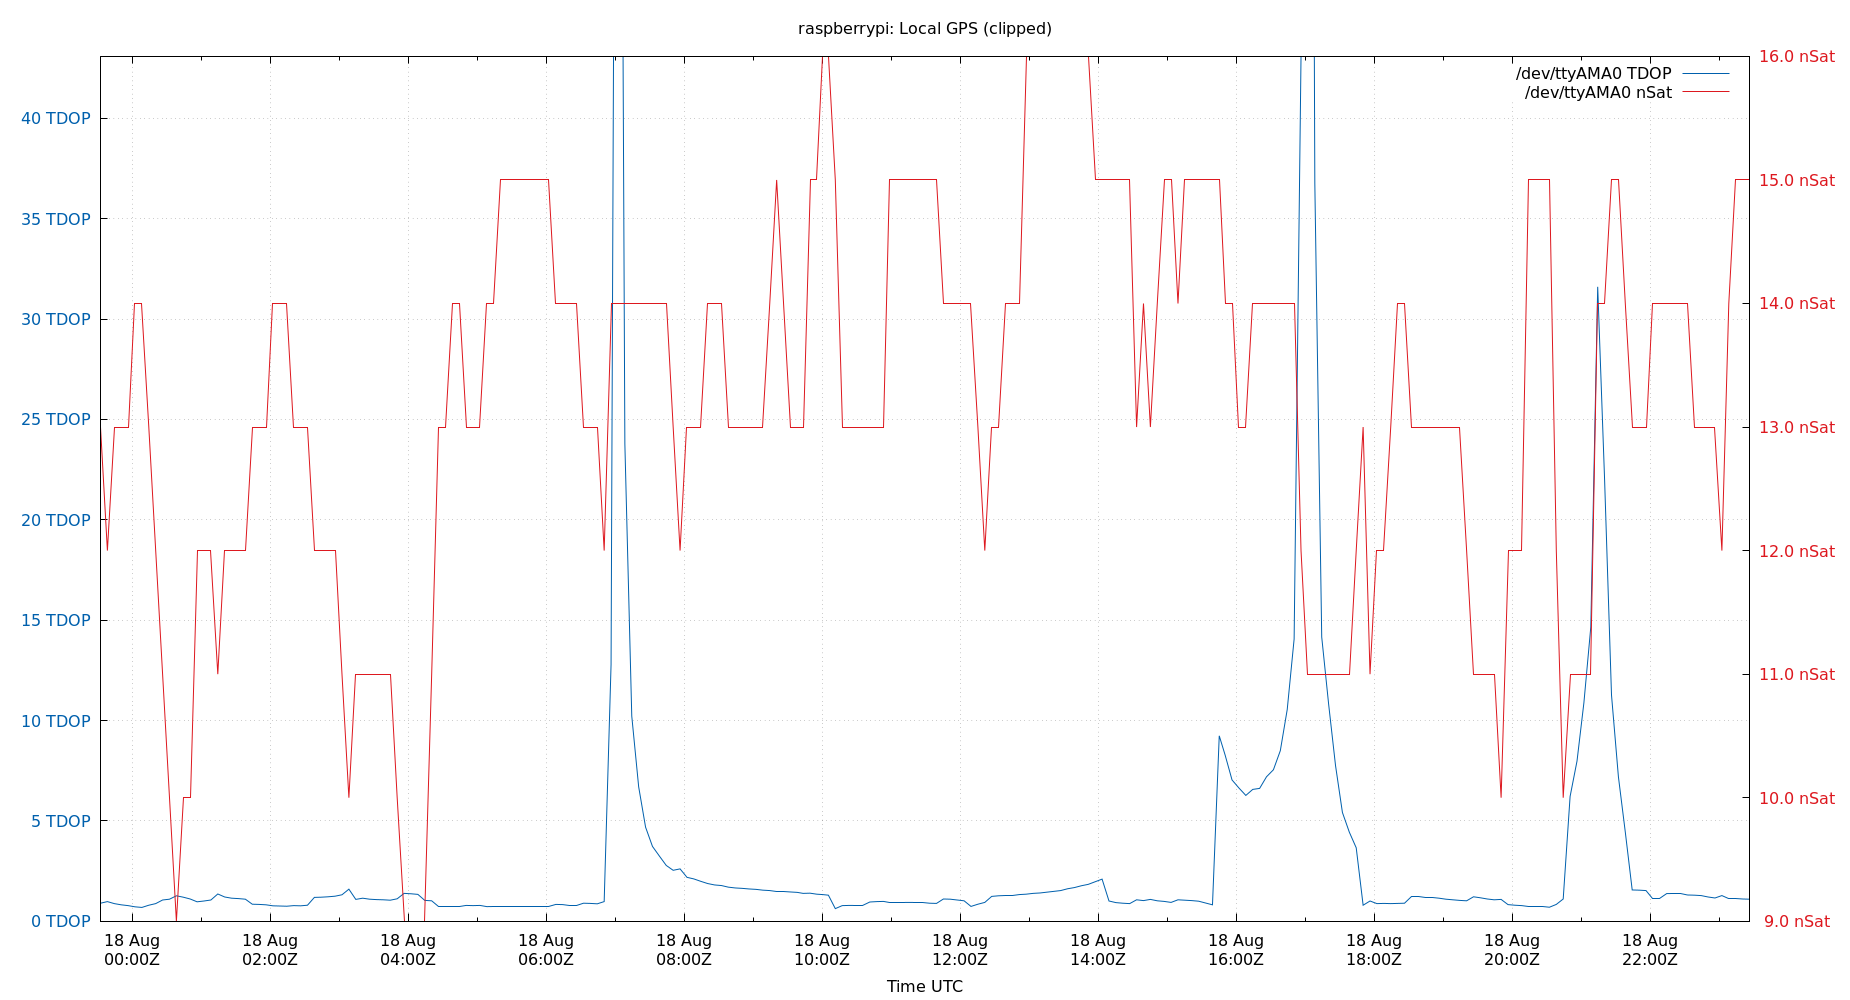 raspberrypi: Local GPS (clipped)
/dev/ttyAMA0 TDOP
/dev/ttyAMA0 nSat
40 TDOP
35 TDOP
30 TDOP
25 TDOP
20 TDOP
15 TDOP
10 TDOP
5 TDOP
0 TDOP
16.0 nSat
15.0 nSat
14.0 nSat
13.0 nSat
12.0 nSat
11.0 nSat
10.0 nSat
9.0 nSat
18 Aug 18 Aug 18 Aug 18 Aug 18 Aug 18 Aug 18 Aug 18 Aug 18 Aug 18 Aug 18 Aug 18 Aug
00:00Z 02:00Z 04:00Z 06:00Z 08:00Z 10:00Z 12:00Z 14:00Z 16:00Z 18:00Z 20:00Z 22:00Z
Time UTC